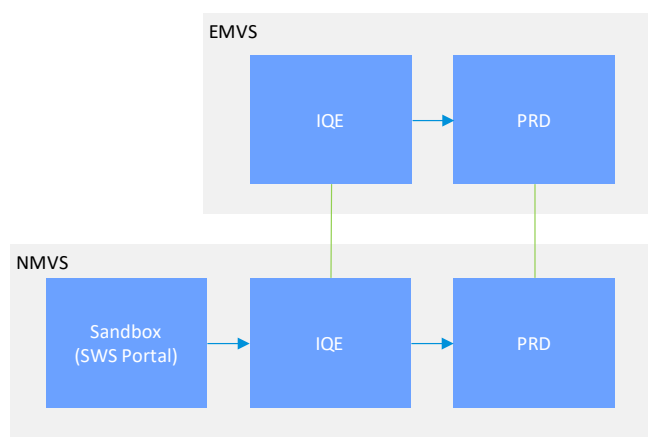 EMVS
IQE
PRD
NMVS
Sandbox
(SWS Portal)
IQE
PRD